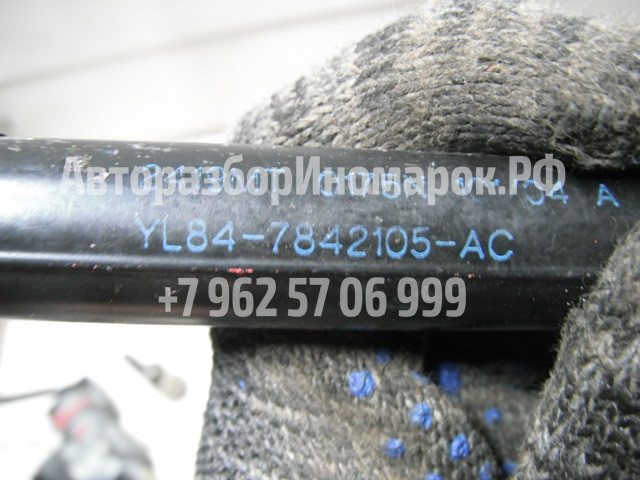 АвторазборИномарок.РФ
A
YL84-7842105-AC
+7 962 57 06 999